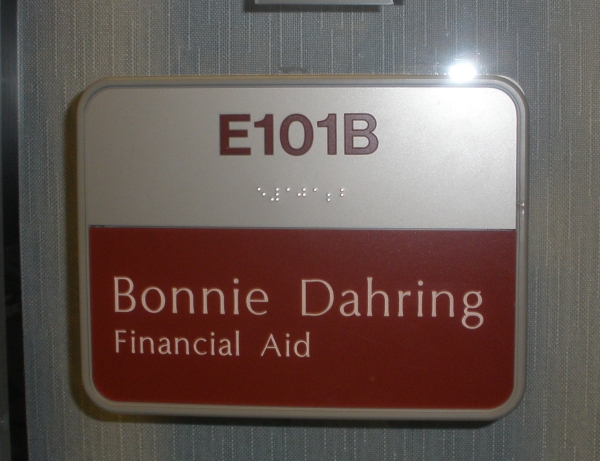 E101B
Bonnie Dahring
Financial Aid